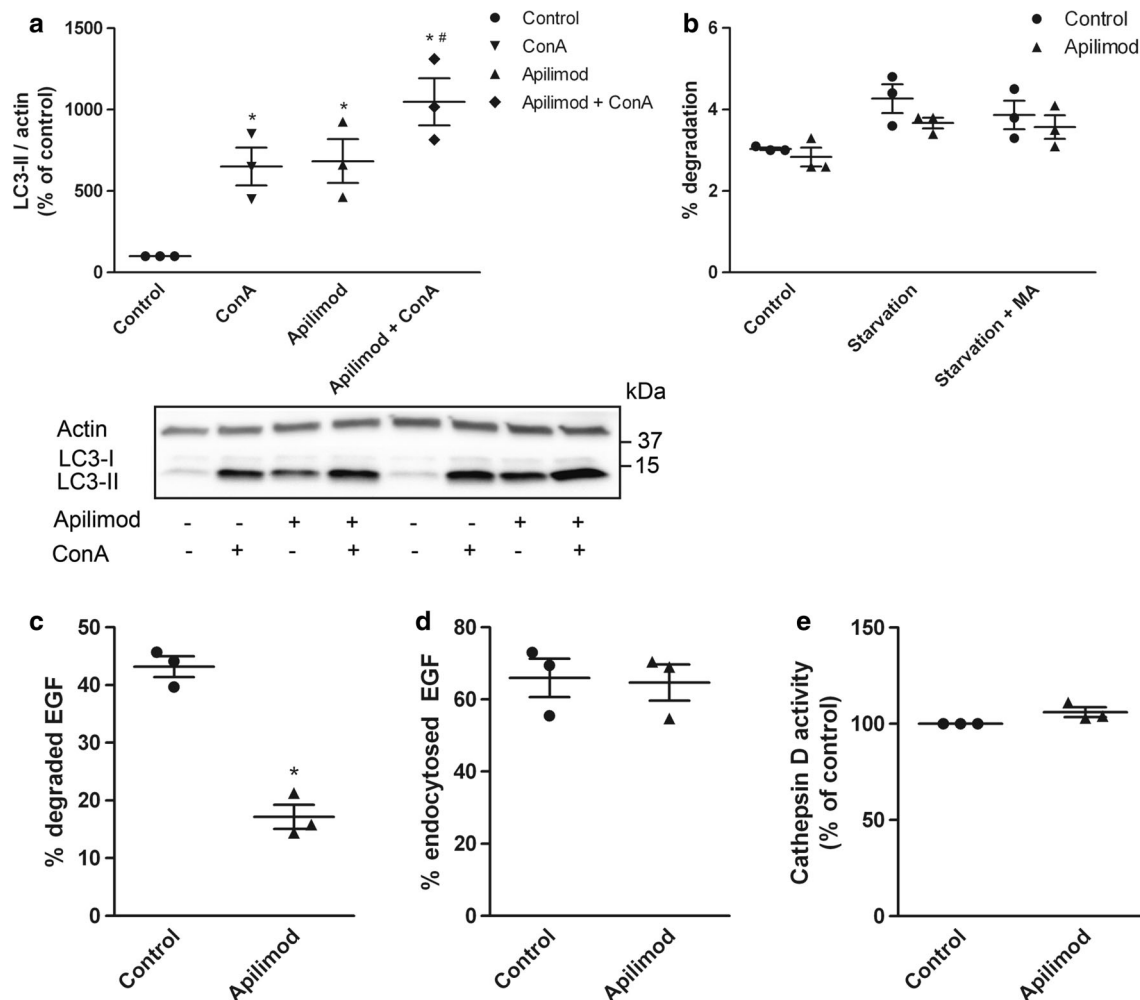 a
LC3-II / actin
(% of control)
1500
1000
500
0
*
*
* #
Control
ConA
Apilimod
Apilimod + ConA
Control
ConA
Apilimod
Apilimod + ConA
b
% degradation
6
4
2
0
Control
Apilimod
Control
Starvation
Starvation + MA
kDa
Actin
37
LC3-I
15
LC3-II
Apilimod - - + + - - + +
ConA - + - + - + - +
c
% degraded EGF
50
40
30
20
10
0
*
Control
Apilimod
d
% endocytosed EGF
80
60
40
20
0
Control
Apilimod
e
Cathepsin D activity
(% of control)
150
100
50
0
Control
Apilimod